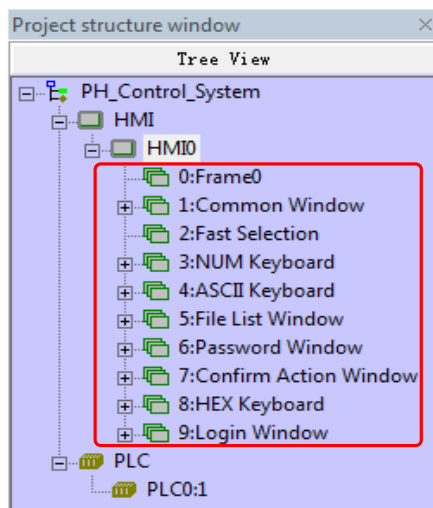 Project structure window
Tree View
PH_Control_System
HMI
HMI0
0:Frame0
1:Common Window
2:Fast Selection
3:NUM Keyboard
4:ASCII Keyboard
5:File List Window
6:Password Window
7:Confirm Action Window
8:HEX Keyboard
9:Login Window
PLC
PLC0:1